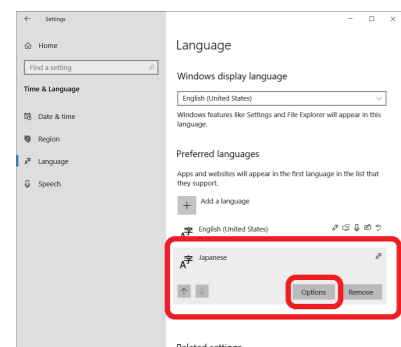 Settings
Home
Language
Find a setting
Windows display language
Time & Language
English (United States)
Date & time
Windows features like Settings and File Explorer will appear in this
language.
Region
Preferred languages
Language
Apps and websites will appear in the first language in the list that
they support.
Speech
Add a language
English (United States)
Japanese
Options
Remove
Related settings